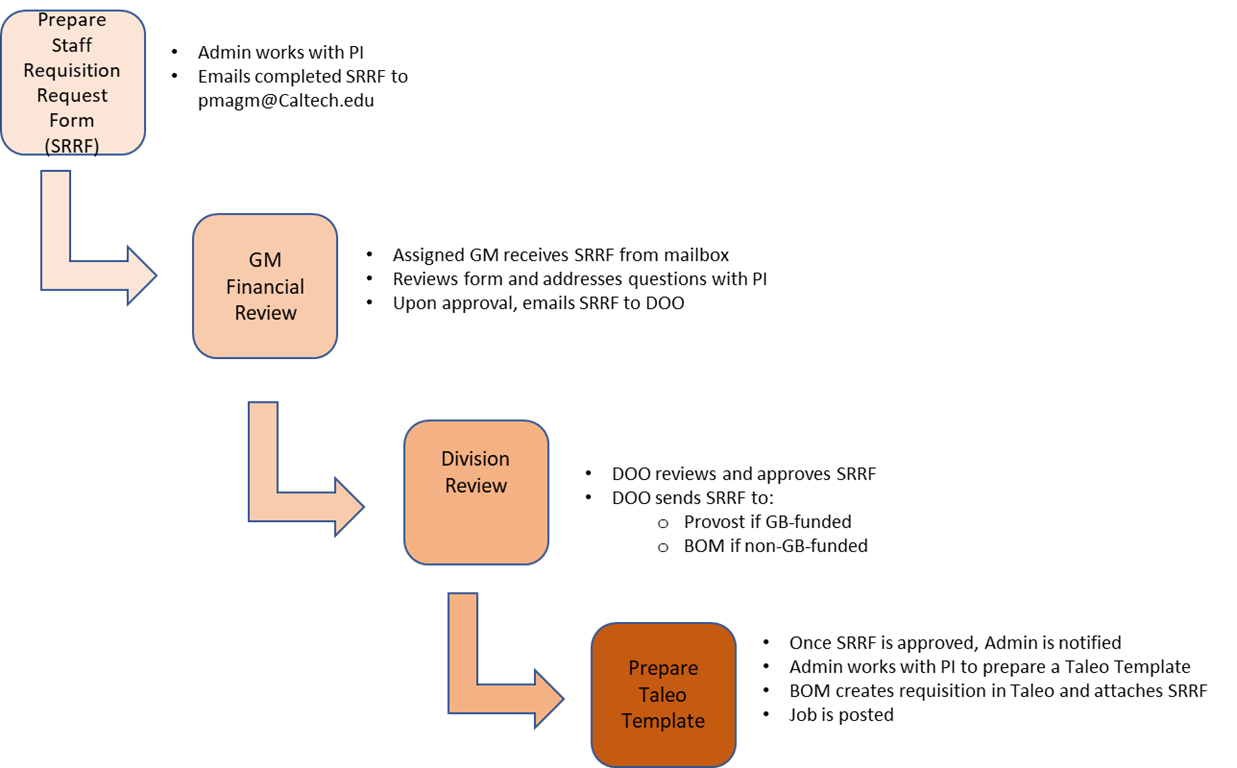 Prepare
Staff
Requisition
Request
Form
(SRRF)
• Admin works with PI
• Emails completed SRRF to
pmagm@Caltech.edu
GM
Financial
Review
• Assigned GM receives SRRF from mailbox
• Reviews form and addresses questions with PI
• Upon approval, emails SRRF to DOO
Division
Review
• DOO reviews and approves SRRF
• DOO sends SRRF to:
o Provost if GB-funded
o BOM if non-GB-funded
Prepare
Taleo
Template
• Once SRRF is approved, Admin is notified
• Admin works with PI to prepare a Taleo Template
• BOM creates requisition in Taleo and attaches SRRF
• Job is posted